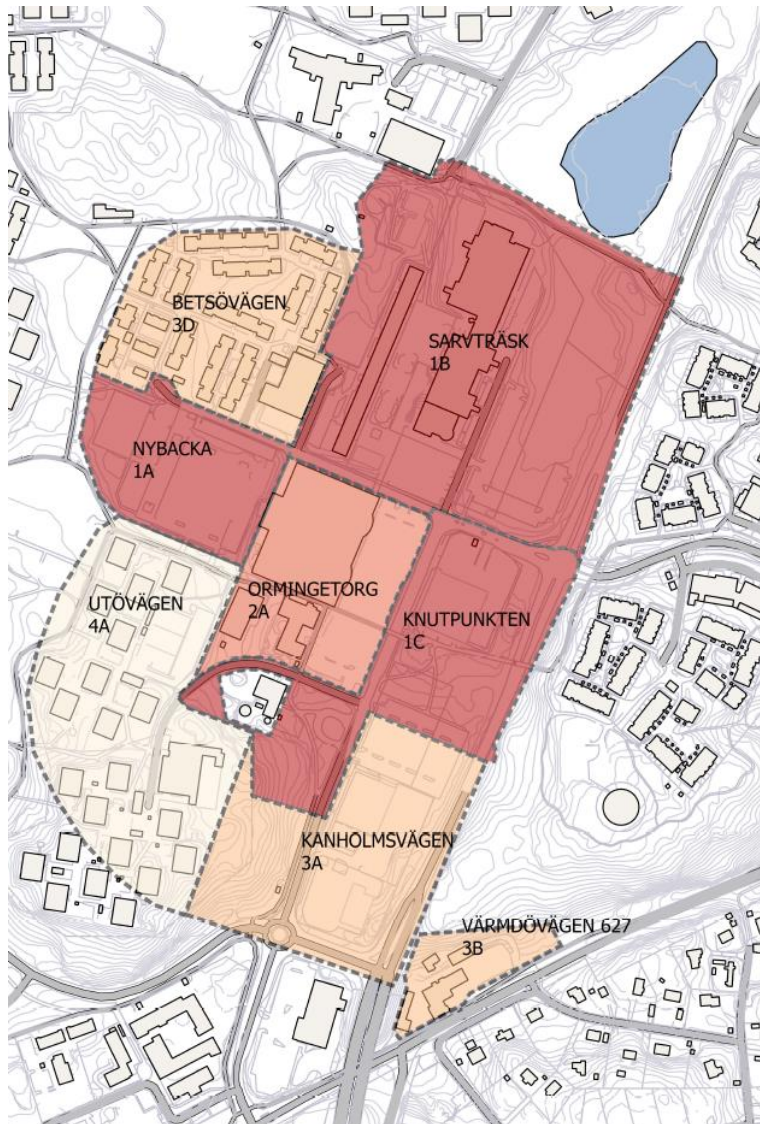 BETSÖVÄGEN
3D
SARVTRÄSK
1B
NYBACKA
1A
ORMINGETORG
2A
UTÖVÄGEN
4A
KNUTPUNKTEN
1C
KANHOLMSVÄGEN
3A
VÄRMDÖVÄGEN 627
3B